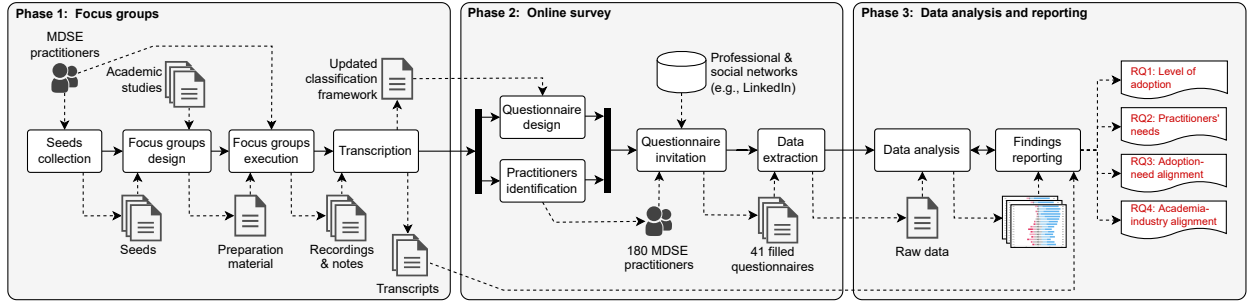 Phase 1: Focus groups
MDSE
practitioners
Academic
studies
Updated
classification
framework
Seeds
collection
Focus groups
design
Focus groups
execution
Transcription
Seeds
Preparation
material
Recordings
& notes
Transcripts
Phase 2: Online survey
Professional &
social networks
(e.g., LinkedIn)
Questionnaire
design
Practitioners
identification
Questionnaire
invitation
Data
extraction
180 MDSE
practitioners
41 filled
questionnaires
Phase 3: Data analysis and reporting
Data analysis
Findings
reporting
Raw data
RQ1: Level of
adoption
RQ2: Practitioners'
needs
RQ3: Adoption-
need alignment
RQ4: Academia-
industry alignment